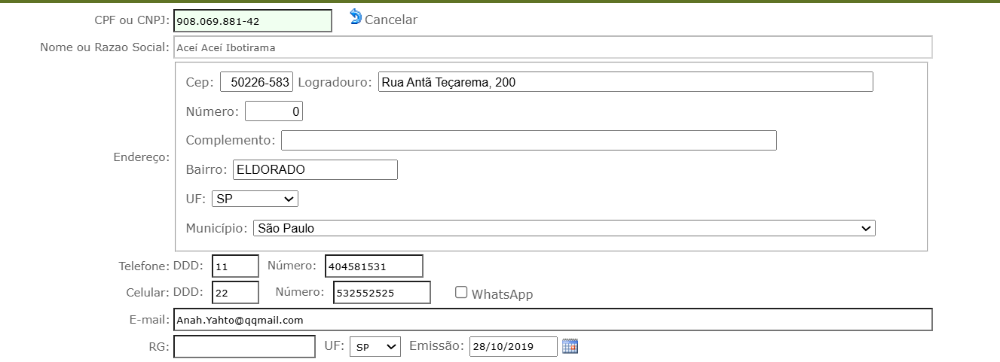 CPF ou CNPJ: 908.069.881-42 Cancelar
Nome ou Razao Social: Aceí Aceí Ibotirama
Cep: 50226-583 Logradouro: Rua Antã Teçarema, 200
Número: 0
Complemento:
Endereço:
Bairro: ELDORADO
UF: SP
Município: São Paulo
Telefone: DDD: 11 Número: 404581531
Celular: DDD: 22 Número: 532552525 WhatsApp
E-mail: Anah.Yahto@qqmail.com
RG: UF: SP Emissão: 28/10/2019